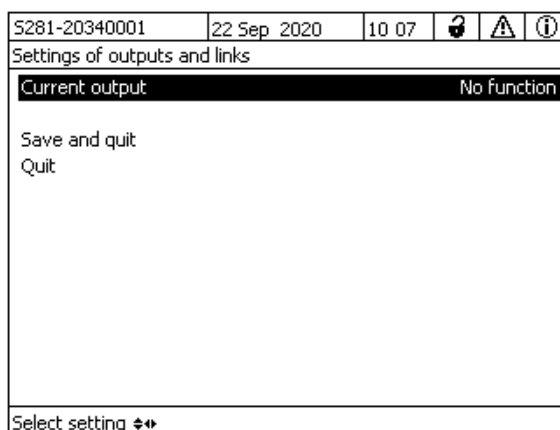 S281-20340001 22 Sep 2020 10 07
Settings of outputs and links
Current output No function
Save and quit
Quit
Select setting